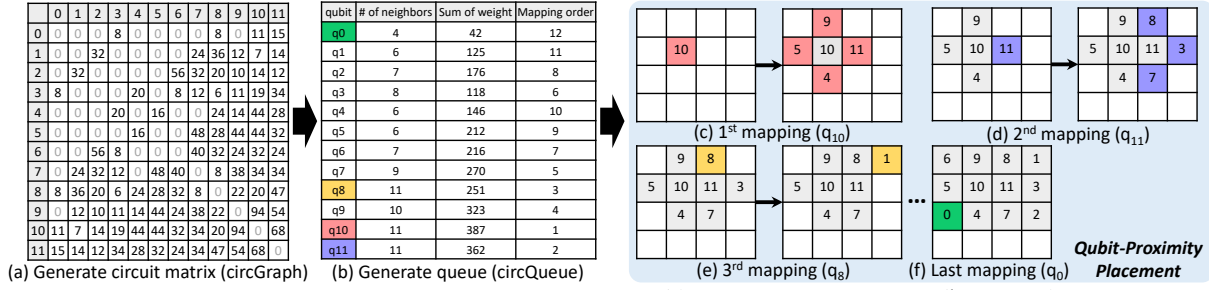 0 1 2 3 4 5 6 7 8 9 10 11
0 0 0 0 8 0 0 0 0 8 0 11 15
1 0 0 32 0 0 0 0 24 36 12 7 14
2 0 32 0 0 0 0 56 32 20 10 14 12
3 8 0 0 0 20 0 8 12 6 11 19 34
4 0 0 0 20 0 16 0 0 24 14 44 28
5 0 0 0 0 16 0 0 48 28 44 44 32
6 0 0 56 8 0 0 0 40 32 24 32 24
7 0 24 32 12 0 48 40 0 8 38 34 34
8 8 36 20 6 24 28 32 8 0 22 20 47
9 0 12 10 11 14 44 24 38 22 0 94 54
10 11 7 14 19 44 44 32 34 20 94 0 68
11 15 14 12 34 28 32 24 34 47 54 68 0
(a) Generate circuit matrix (circGraph)
qubit # of neighbors Sum of weight Mapping order
q0 4 42 12
q1 6 125 11
q2 7 176 8
q3 8 118 6
q4 6 146 10
q5 6 212 9
q6 7 216 7
q7 9 270 5
q8 11 251 3
q9 10 323 4
q10 11 387 1
q11 11 362 2
(b) Generate queue (circQueue)
10
9
5 10 11
4
(c) 1st mapping (q10)
9
5 10 11
4
9 8
5 10 11 3
4 7
(d) 2nd mapping (q11)
9 8
5 10 11 3
4 7
9 8 1
5 10 11 3
4 7
(e) 3rd mapping (q8)
...
6 9 8 1
5 10 11 3
0 4 7 2
(f) Last mapping (q0)
Qubit-Proximity
Placement